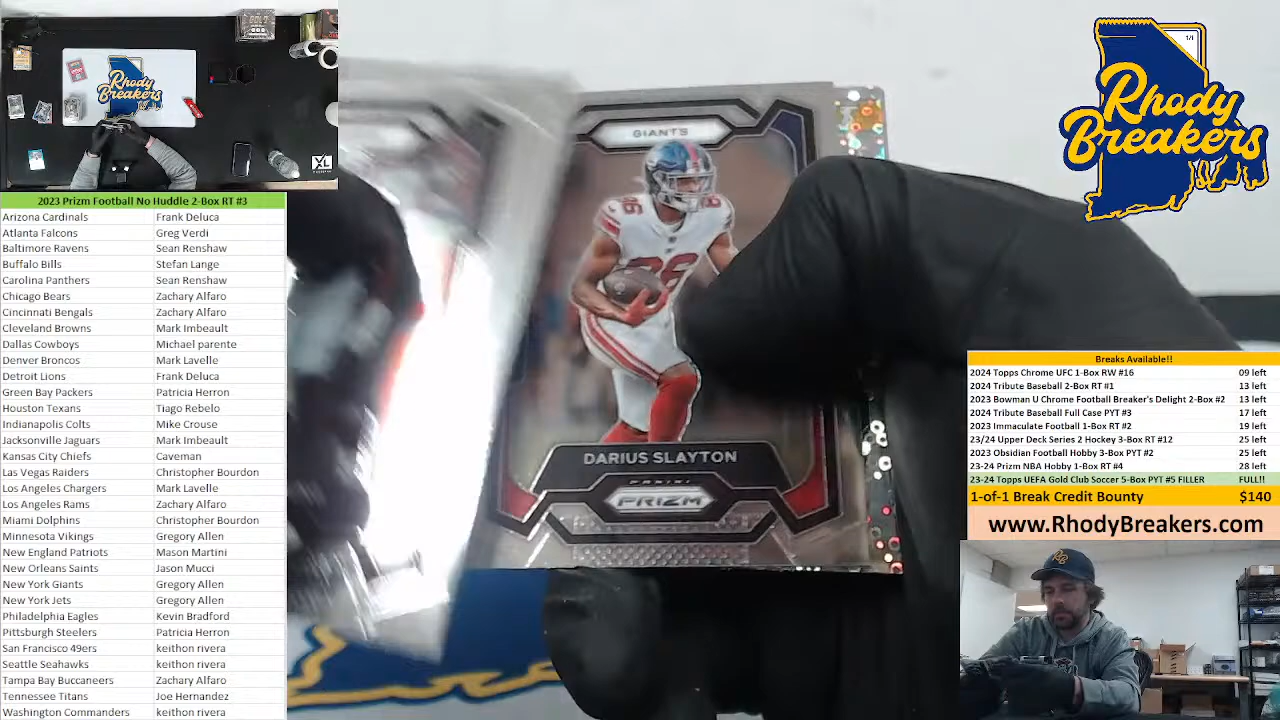 Rhody
Breakers
XL
2023 Prizm Football No Huddle 2-Box RT #3
Arizona Cardinals Frank Deluca
Atlanta Falcons Greg Verdi
Baltimore Ravens Sean Renshaw
Buffalo Bills Stefan Lange
Carolina Panthers Sean Renshaw
Chicago Bears Zachary Alfaro
Cincinnati Bengals Zachary Alfaro
Cleveland Browns Mark Imbeault
Dallas Cowboys Michael parente
Denver Broncos Mark Lavelle
Detroit Lions Frank Deluca
Green Bay Packers Patricia Herron
Houston Texans Tiago Rebelo
Indianapolis Colts Mike Crouse
Jacksonville Jaguars Mark Imbeault
Kansas City Chiefs Caveman
Las Vegas Raiders Christopher Bourdon
Los Angeles Chargers Mark Lavelle
Los Angeles Rams Zachary Alfaro
Miami Dolphins Christopher Bourdon
Minnesota Vikings Gregory Allen
New England Patriots Mason Martini
New Orleans Saints Jason Mucci
New York Giants Gregory Allen
New York Jets Gregory Allen
Philadelphia Eagles Kevin Bradford
Pittsburgh Steelers Patricia Herron
San Francisco 49ers keithon rivera
Seattle Seahawks keithon rivera
Tampa Bay Buccaneers Zachary Alfaro
Tennessee Titans Joe Hernandez
Washington Commanders keithon rivera
GIANTS
86
DARIUS SLAYTON
PANINI
PRIZM
1/1
Rhody
Breakers
Breaks Available!!
2024 Topps Chrome UFC 1-Box RW #16 09 left
2024 Tribute Baseball 2-Box RT #1 13 left
2023 Bowman U Chrome Football Breaker's Delight 2-Box #2 13 left
2024 Tribute Baseball Full Case PYT #3 17 left
2023 Immaculate Football 1-Box RT #2 19 left
23/24 Upper Deck Series 2 Hockey 3-Box RT #12 25 left
2023 Obsidian Football Hobby 3-Box PYT #2 25 left
23-24 Prizm NBA Hobby 1-Box RT #4 28 left
23-24 Topps UEFA Gold Club Soccer 5-Box PYT #5 FILLER FULL!!
1-of-1 Break Credit Bounty $140
www.RhodyBreakers.com
RB